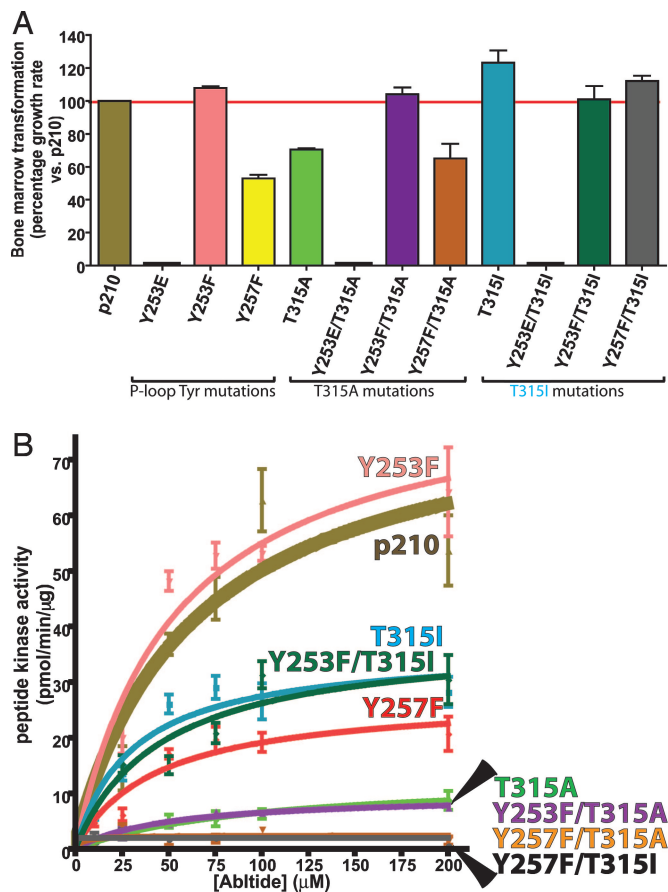 A
Bone marrow transformation
(percentage growth rate
vs. p210)
140
120
100
80
60
40
20
0
p210
Y253E
Y253F
Y257F
T315A
Y253E/T315A
Y253F/T315A
Y257F/T315A
T315I
Y253E/T315I
Y253F/T315I
Y257F/T315I
P-loop Tyr mutations
T315A mutations
T315I mutations
B
peptide kinase activity
(pmol/min/µg)
70
60
50
40
30
20
10
0
Y253F
p210
T315I
Y253F/T315I
Y257F
T315A
Y253F/T315A
Y257F/T315A
Y257F/T315I
0
25
50
75
100
125
150
175
200
[Abltide] (µM)